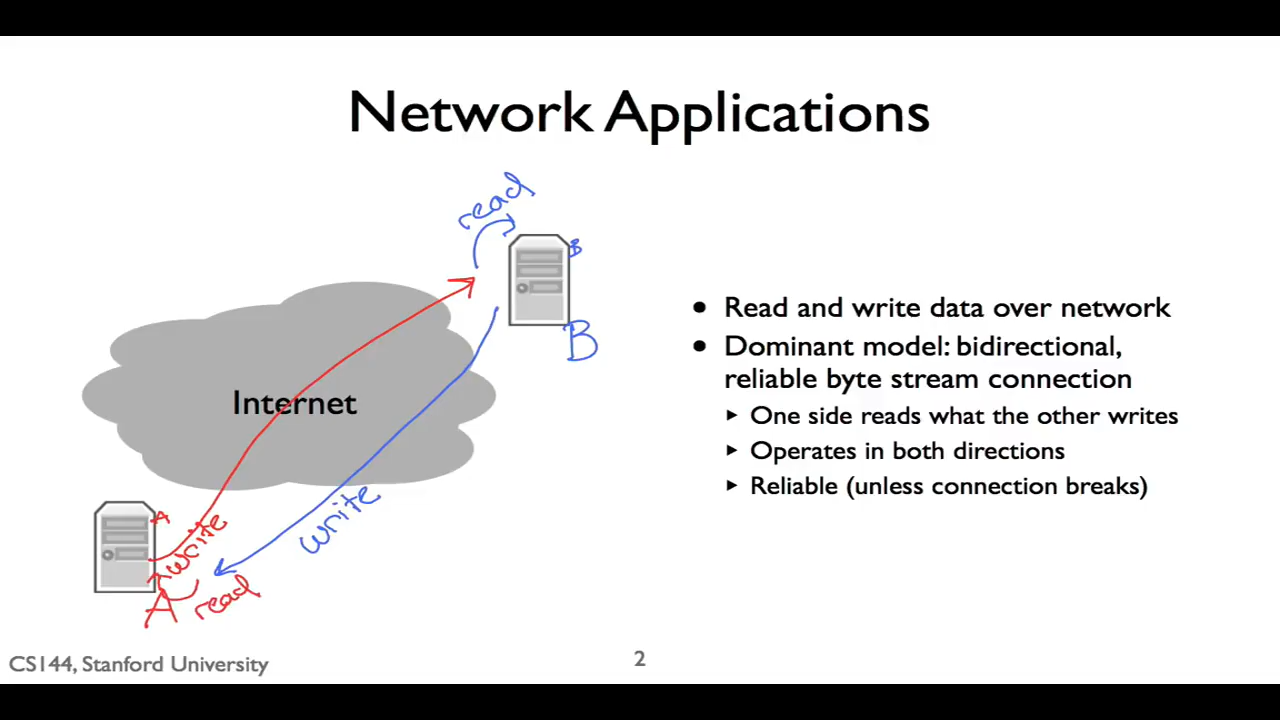 Network Applications
read
B
B
Internet
write
A
write
A
read
• Read and write data over network
• Dominant model: bidirectional,
reliable byte stream connection
▸ One side reads what the other writes
▸ Operates in both directions
▸ Reliable (unless connection breaks)
CS144, Stanford University
2